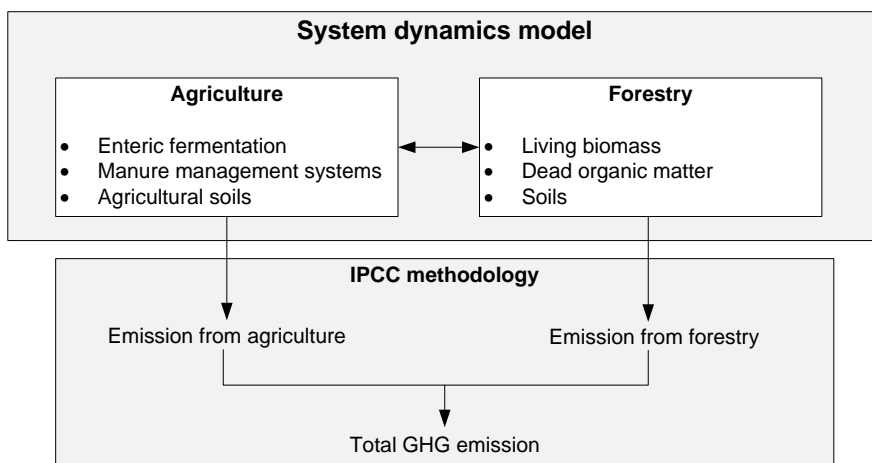 System dynamics model
Agriculture
• Enteric fermentation
• Manure management systems
• Agricultural soils
Forestry
• Living biomass
• Dead organic matter
• Soils
IPCC methodology
Emission from agriculture
Emission from forestry
Total GHG emission